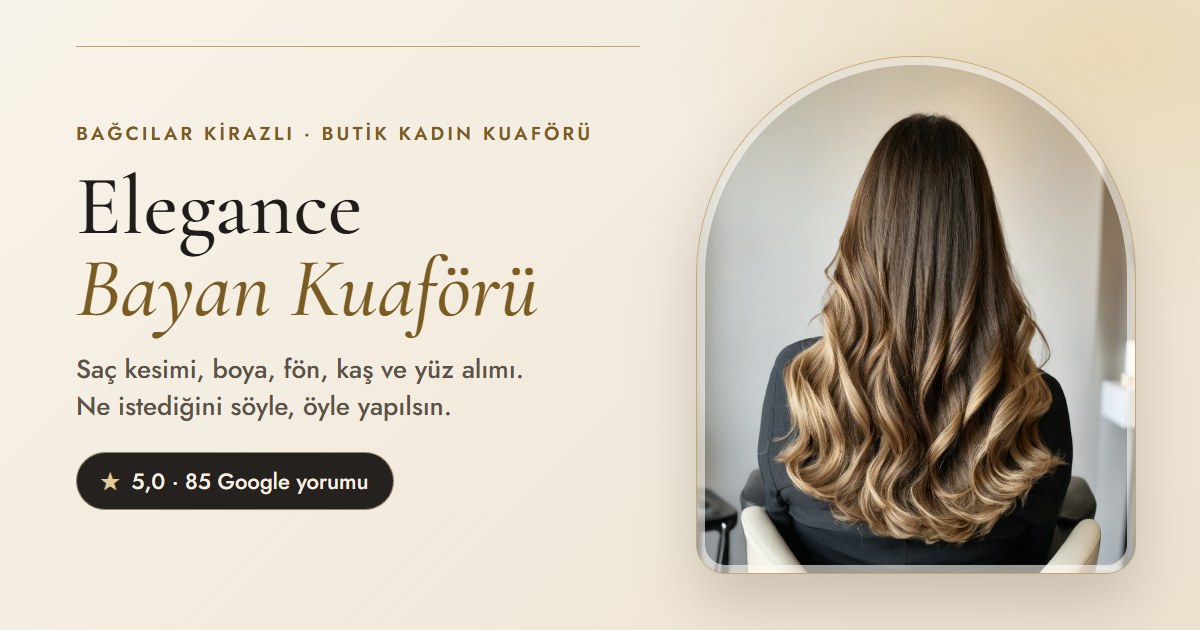 BAĞCILAR KİRAZLI · BUTİK KADIN KUAFÖRÜ
Elegance
Bayan Kuaförü
Saç kesimi, boya, fön, kaş ve yüz alımı.
Ne istediğini söyle, öyle yapılsın.
★ 5,0 · 85 Google yorumu